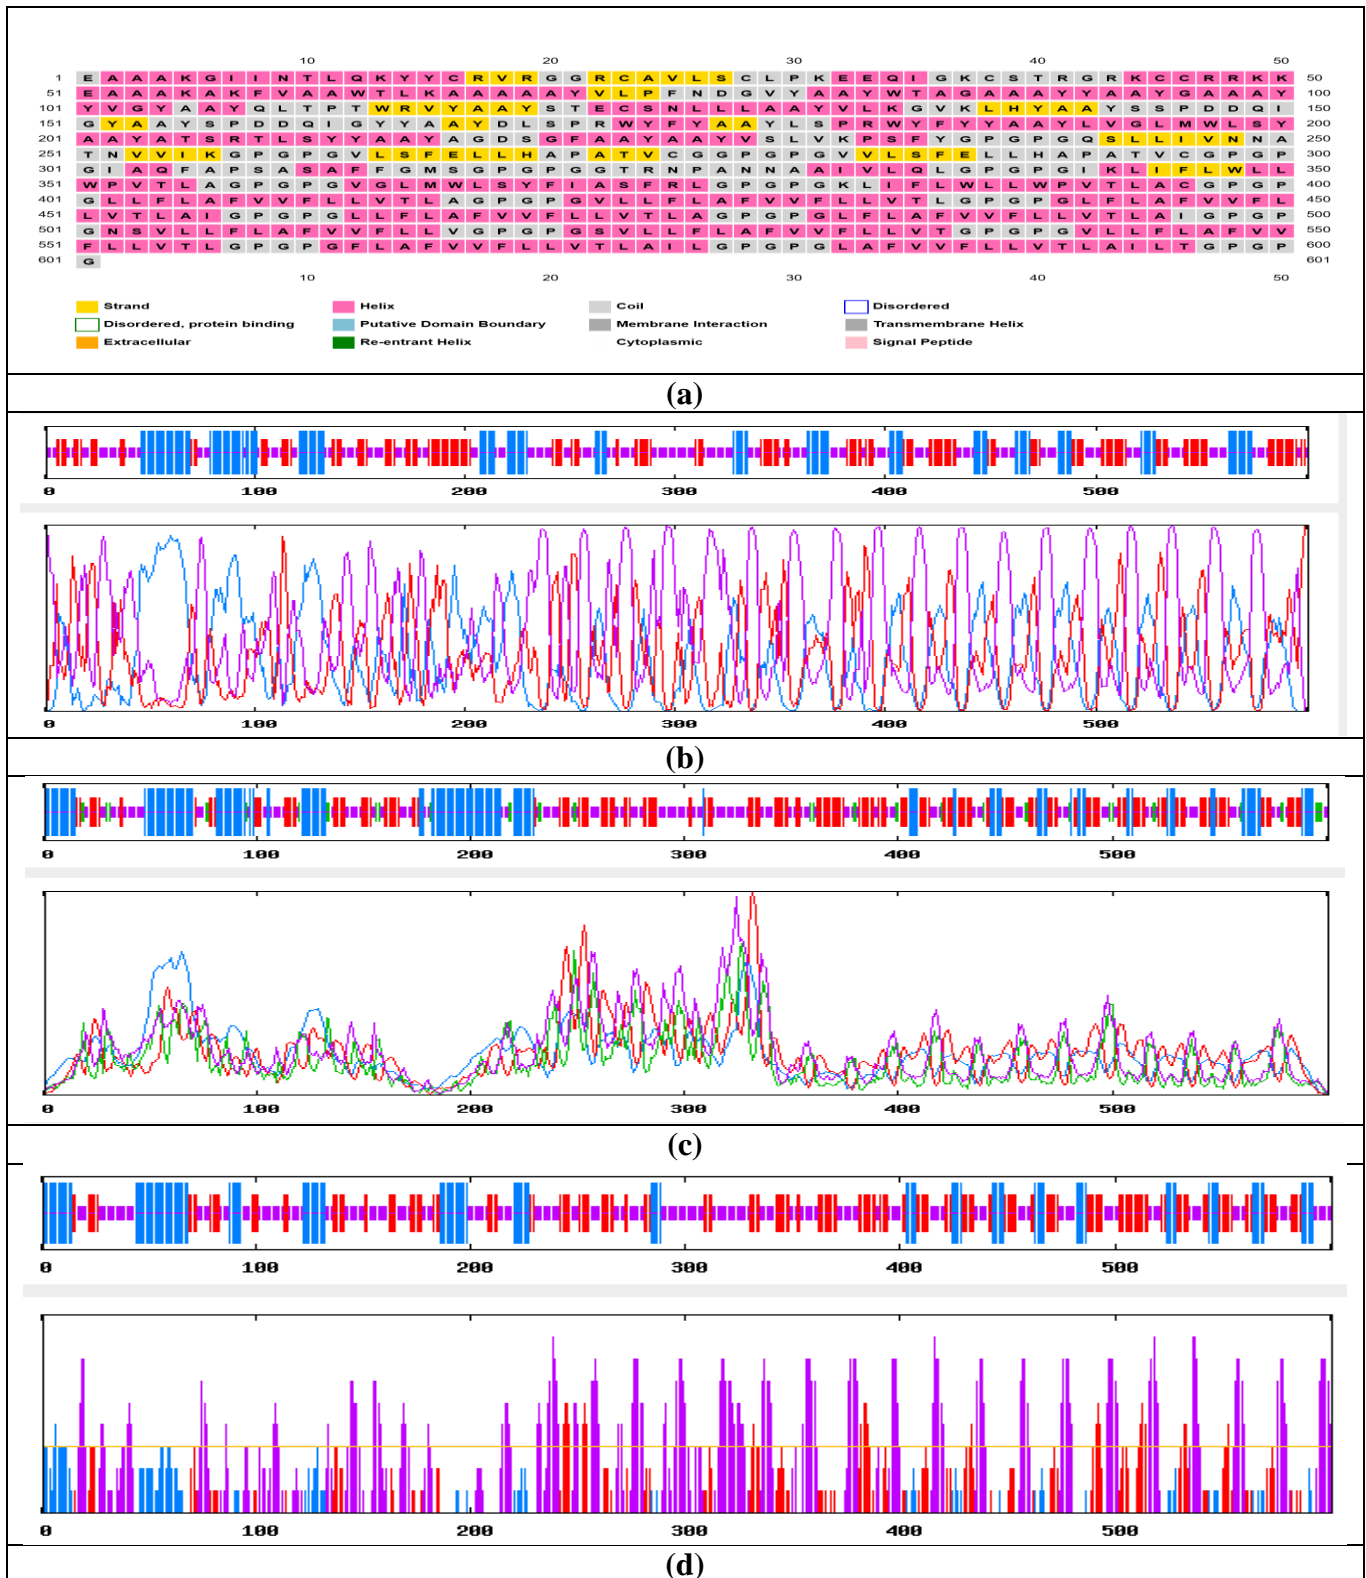 10 20 30 40 50
1 E A A A K G I I N T L Q K Y Y C R V R G G R C A V L S C L P K E E Q I G K C S T R G R K C C R R K K 50
51 E A A A K A K F V A A W T L K A A A A A Y V L P F N D G V Y A A Y W T A G A A A Y Y A A Y G A A A Y 100
101 Y V G Y A A Y Q L T P T W R V Y A A Y S T E C S N L L L A A Y V L K G V K L H Y A A Y S S P D D Q I 150
151 G Y A A Y S P D D Q I G Y Y A A Y D L S P R W Y F Y A A Y L S P R W Y F Y Y A A Y L V G L M W L S Y 200
201 A A Y A T S R T L S Y Y A A Y A G D S G F A A Y A A Y V S L V K P S F Y G P G P G Q S L L I V N N A 250
251 T N V V I K G P G P G V L S F E L L H A P A T V C G G P G P G V V L S F E L L H A P A T V C G P G P 300
301 G I A Q F A P S A S A F F G M S G P G P G G T R N P A N N A A I V L Q L G P G P G I K L I F L W L L 350
351 W P V T L A G P G P G V G L M W L S Y F I A S F R L G P G P G K L I F L W L L W P V T L A C G P G P 400
401 G L L F L A F V V F L L V T L A G P G P G V L L F L A F V V F L L V T L G P G P G L F L A F V V F L 450
451 L V T L A I G P G P G L L F L A F V V F L L V T L A G P G P G L F L A F V V F L L V T L A I G P G P 500
501 G N S V L L F L A F V V F L L V G P G P G S V L L F L A F V V F L L V T G P G P G V L L F L A F V V 550
551 F L L V T L G P G P G F L A F V V F L L V T L A I L G P G P G L A F V V F L L V T L A I L T G P G P 600
601 G 601
10 20 30 40 50
Strand Helix Coil Disordered
Disordered, protein binding Putative Domain Boundary Membrane Interaction Transmembrane Helix
Extracellular Re-entrant Helix Cytoplasmic Signal Peptide
(a)
0 100 200 300 400 500
0 100 200 300 400 500
(b)
0 100 200 300 400 500
0 100 200 300 400 500
(c)
0 100 200 300 400 500
0 100 200 300 400 500
(d)